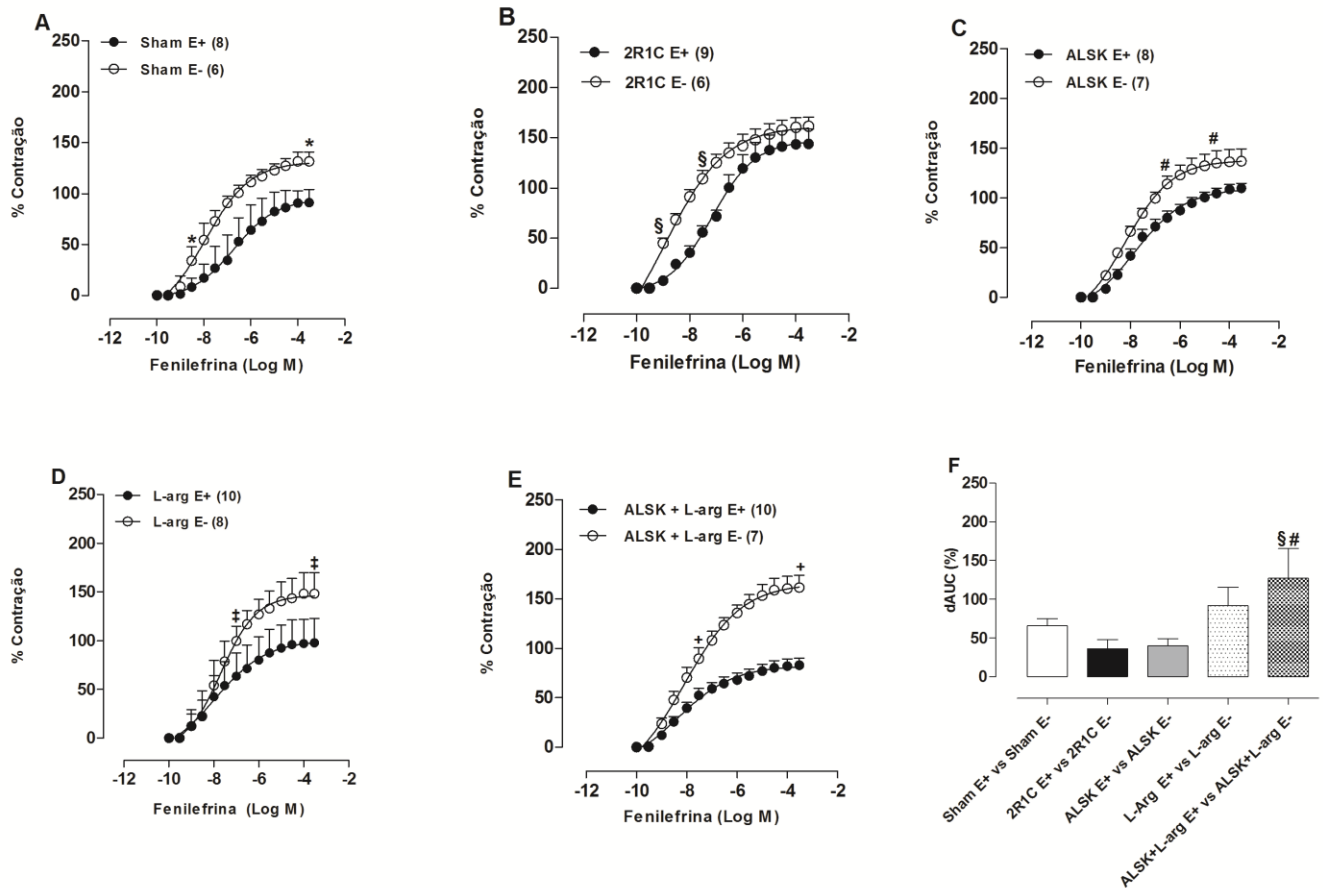 A
Sham E+ (8)
Sham E- (6)
% Contração
250
200
150
100
50
0
*
*
-12
-10
-8
-6
-4
-2
Fenilefrina (Log M)
B
2R1C E+ (9)
2R1C E- (6)
% Contração
250
200
150
100
50
0
§
§
-12
-10
-8
-6
-4
-2
Fenilefrina (Log M)
C
ALSK E+ (8)
ALSK E- (7)
% Contração
250
200
150
100
50
0
#
#
-12
-10
-8
-6
-4
-2
Fenilefrina (Log M)
D
L-arg E+ (10)
L-arg E- (8)
% Contração
250
200
150
100
50
0
‡
‡
-12
-10
-8
-6
-4
-2
Fenilefrina (Log M)
E
ALSK + L-arg E+ (10)
ALSK + L-arg E- (7)
% Contração
250
200
150
100
50
0
+
+
-12
-10
-8
-6
-4
-2
Fenilefrina (Log M)
F
dAUC (%)
250
200
150
100
50
0
§ #
Sham E+ vs Sham E-
2R1C E+ vs 2R1C E-
ALSK E+ vs ALSK E-
L-Arg E+ vs L-arg E-
ALSK+L-arg E+ vs ALSK+L-arg E-